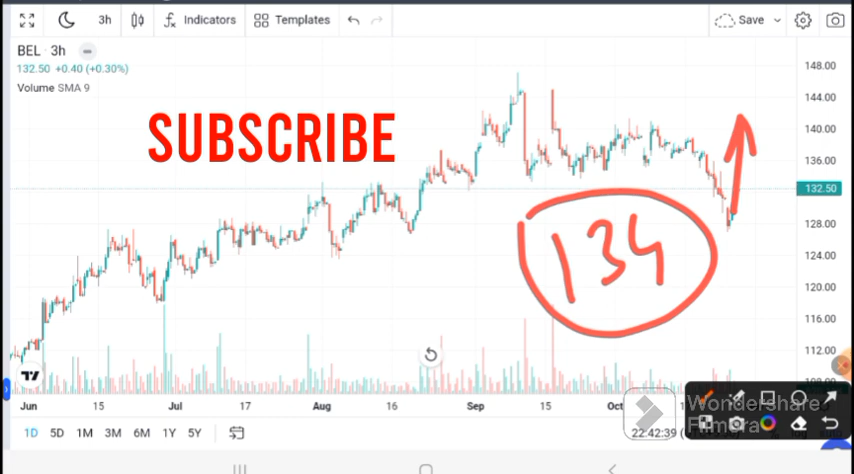 3h Indicators Templates Save
BEL · 3h
132.50 +0.40 (+0.30%)
Volume SMA 9
SUBSCRIBE
134
148.00
144.00
140.00
136.00
132.50
128.00
124.00
120.00
116.00
112.00
Jun 15 Jul 17 Aug 16 Sep 15 Oct
Wondershare
Filmora
1D 5D 1M 3M 6M 1Y 5Y
22:42:39